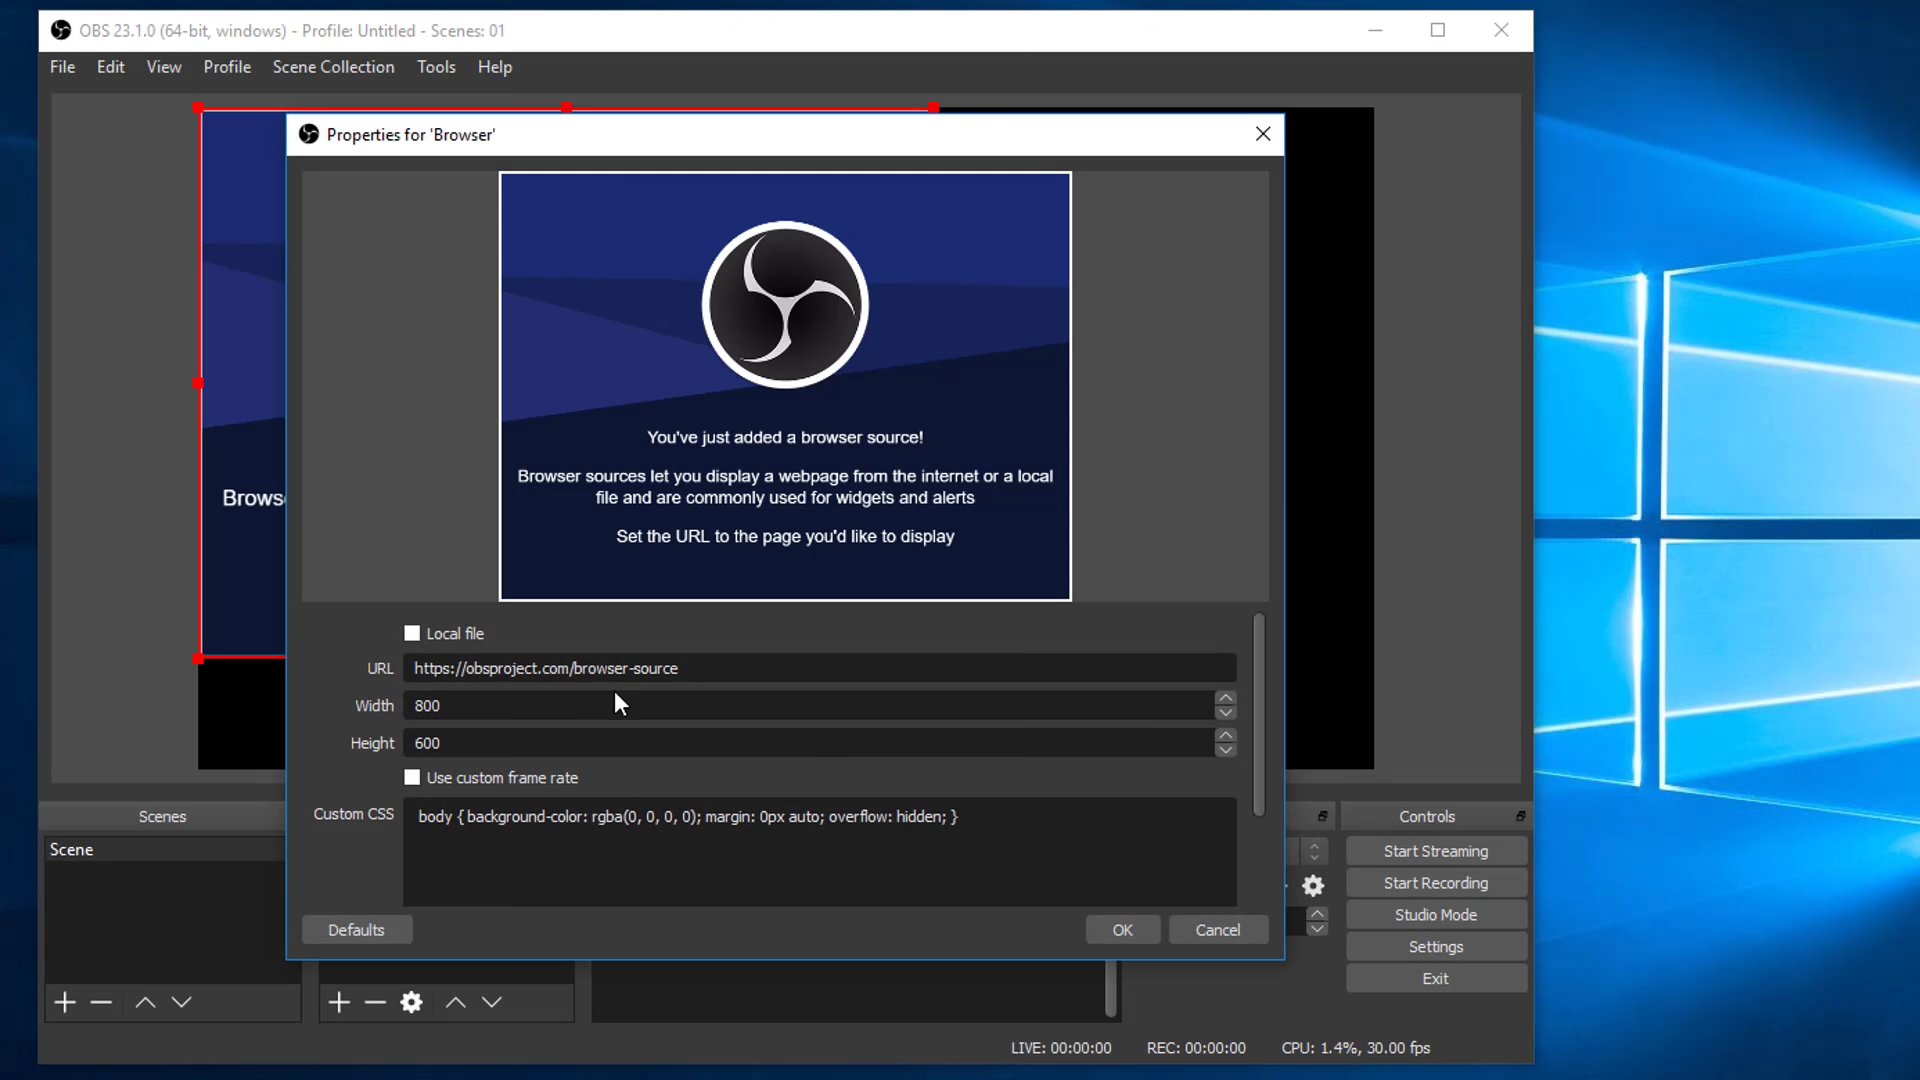 OBS 23.1.0 (64-bit, windows) - Profile: Untitled - Scenes: 01
File Edit View Profile Scene Collection Tools Help
Properties for 'Browser'
You've just added a browser source!
Browser sources let you display a webpage from the internet or a local
file and are commonly used for widgets and alerts
Set the URL to the page you'd like to display
Local file
URL https://obsproject.com/browser-source
Width 800
Height 600
Use custom frame rate
Custom CSS body { background-color: rgba(0, 0, 0, 0); margin: 0px auto; overflow: hidden; }
Defaults OK Cancel
Scenes
Scene
Controls
Start Streaming
Start Recording
Studio Mode
Settings
Exit
LIVE: 00:00:00 REC: 00:00:00 CPU: 1.4%, 30.00 fps